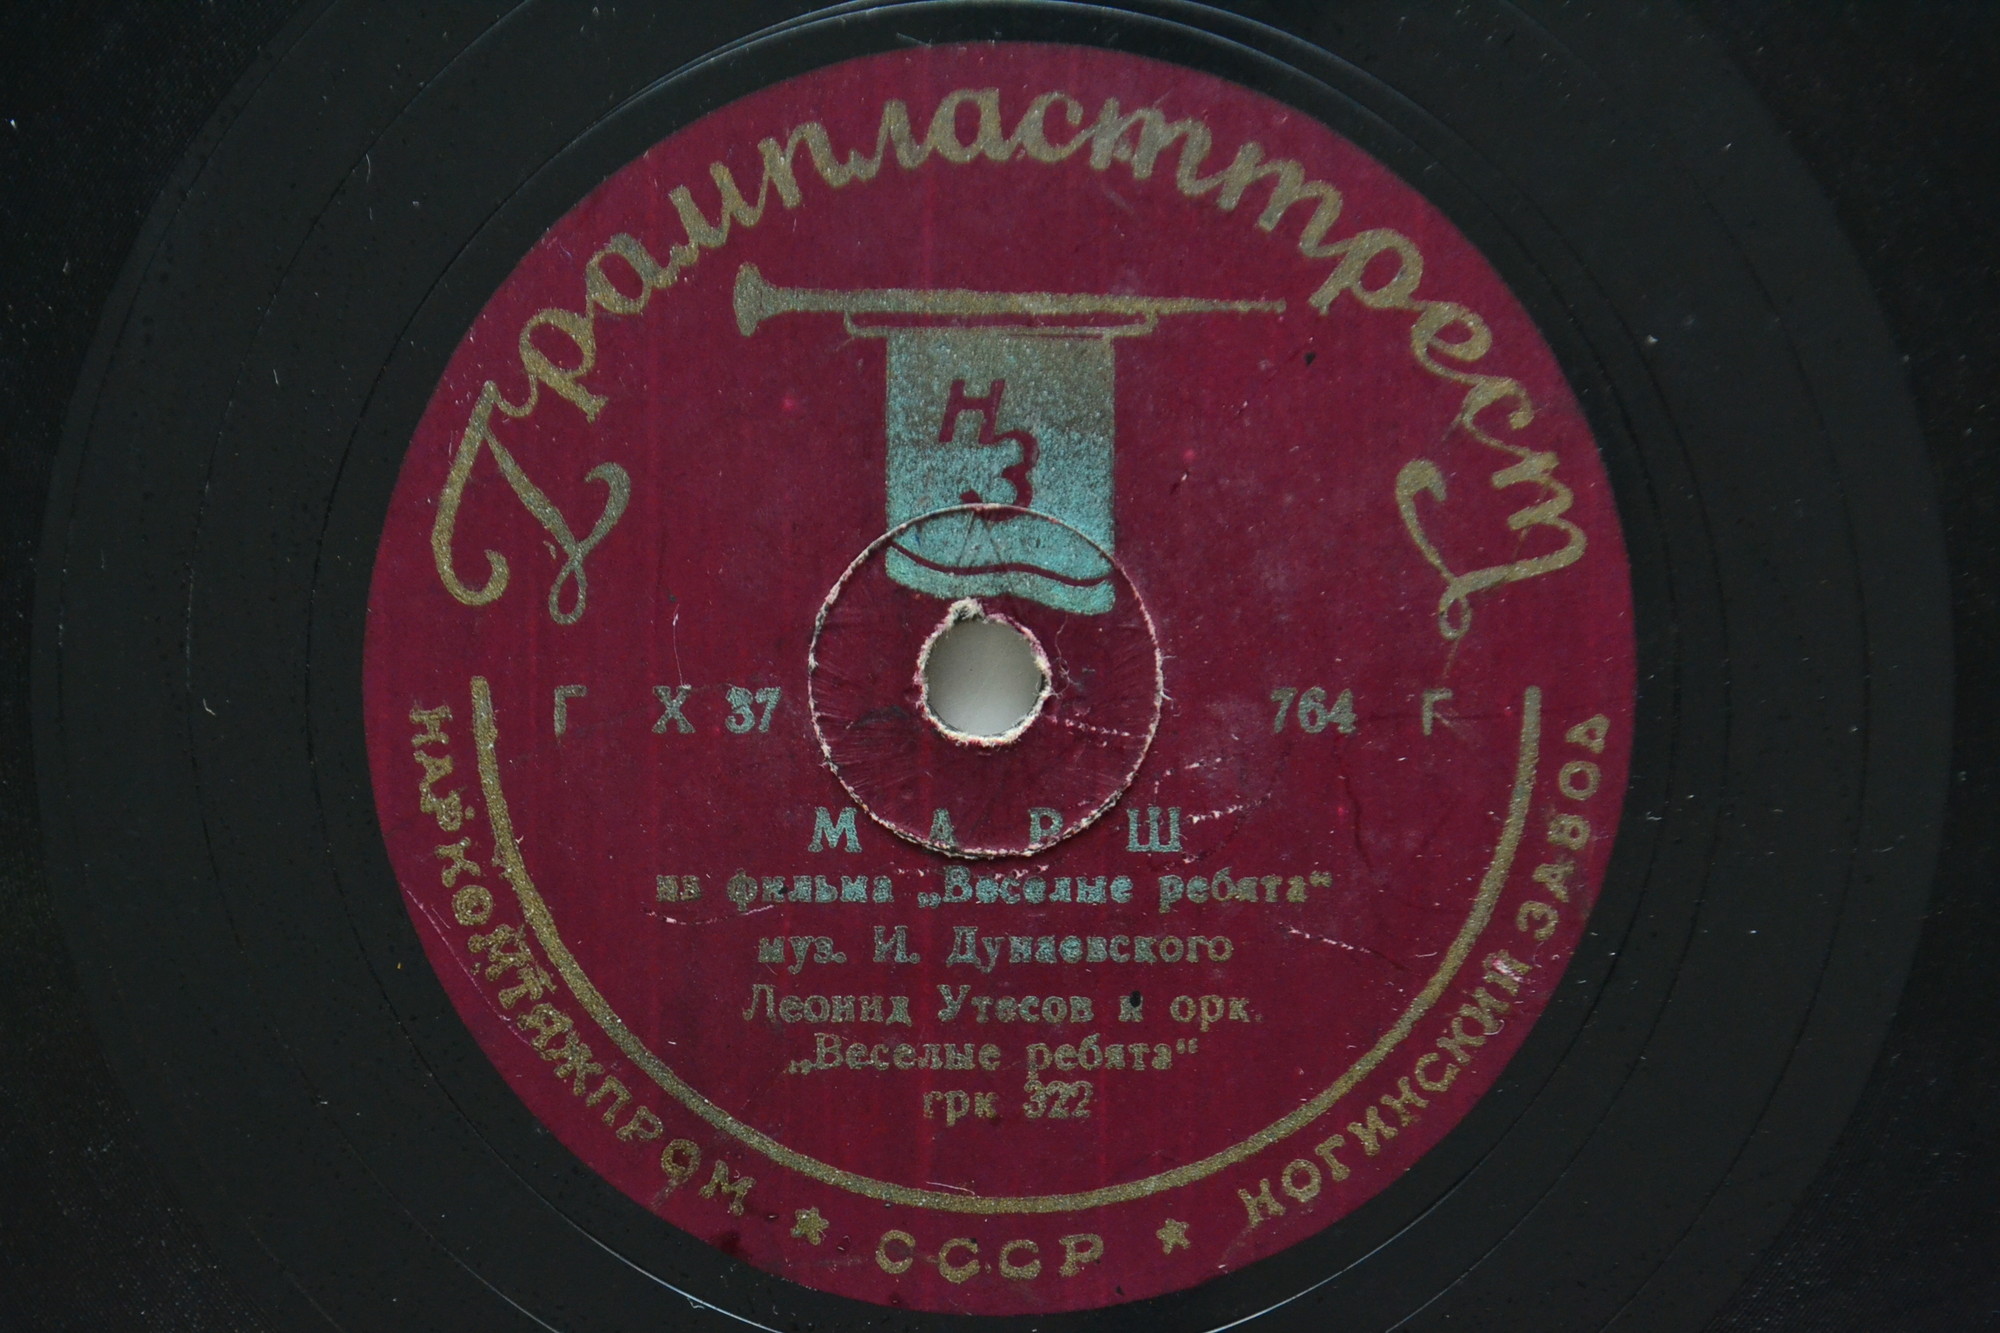 Грампласттрест
НЗ
Г Х 37 764 Г
МАРШ
из фильма „Веселые ребята“
муз. И. Дунаевского
Леонид Утесов и орк.
„Веселые ребята“
грк 322
НАРКОМТЯЖПРОМ ★ СССР ★ НОГИНСКИЙ ЗАВОД